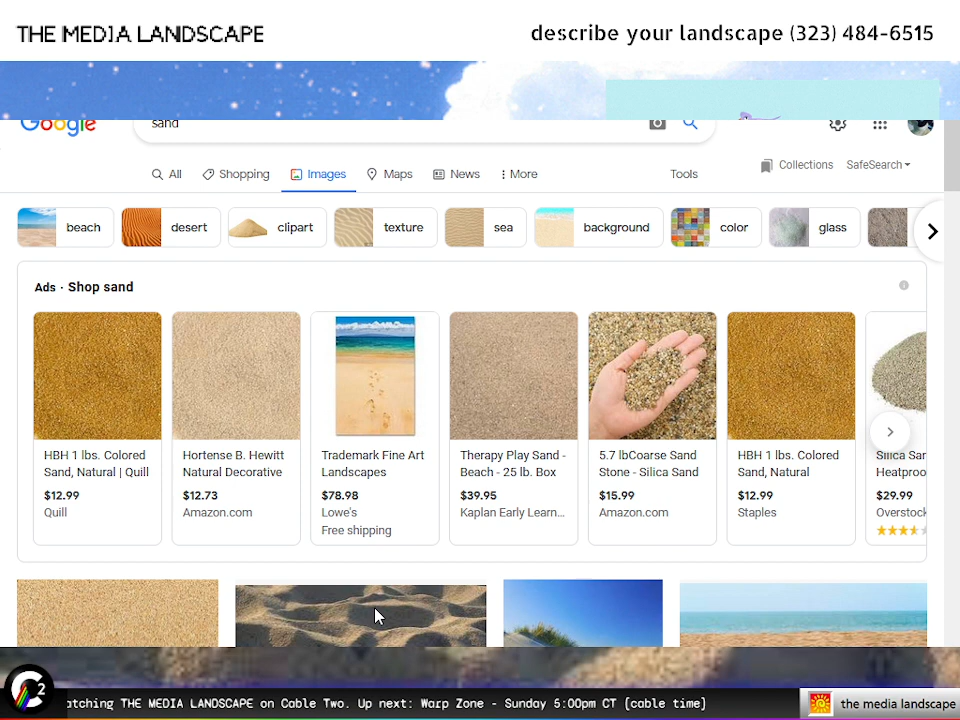 THE MEDIA LANDSCAPE
describe your landscape (323) 484-6515
Google
sand
All
Shopping
Images
Maps
News
More
Tools
Collections
SafeSearch
beach
desert
clipart
texture
sea
background
color
glass
Ads · Shop sand
HBH 1 lbs. Colored
Sand, Natural | Quill
$12.99
Quill
Hortense B. Hewitt
Natural Decorative
$12.73
Amazon.com
Trademark Fine Art
Landscapes
$78.98
Lowe's
Free shipping
Therapy Play Sand -
Beach - 25 lb. Box
$39.95
Kaplan Early Learn...
5.7 lbCoarse Sand
Stone - Silica Sand
$15.99
Amazon.com
HBH 1 lbs. Colored
Sand, Natural
$12.99
Staples
Silica Sar
Heatproo
$29.99
Overstock
C2
atching THE MEDIA LANDSCAPE on Cable Two. Up next: Warp Zone - Sunday 5:00pm CT [cable time]
the media landscape